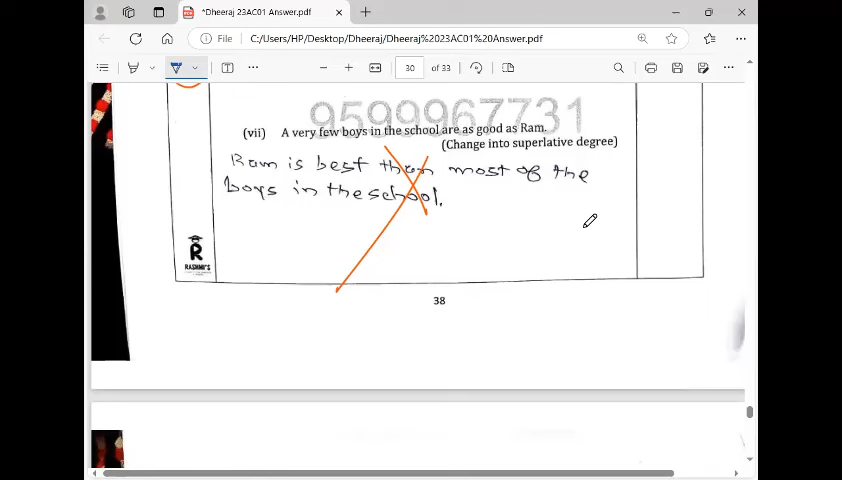 *Dheeraj 23AC01 Answer.pdf
File C:/Users/HP/Desktop/Dheeraj/Dheeraj%2023AC01%20Answer.pdf
30 of 33
9599967731
(vii) A very few boys in the school are as good as Ram.
(Change into superlative degree)
Ram is best than most of the
boys in the school.
R
RASHMI'S
38